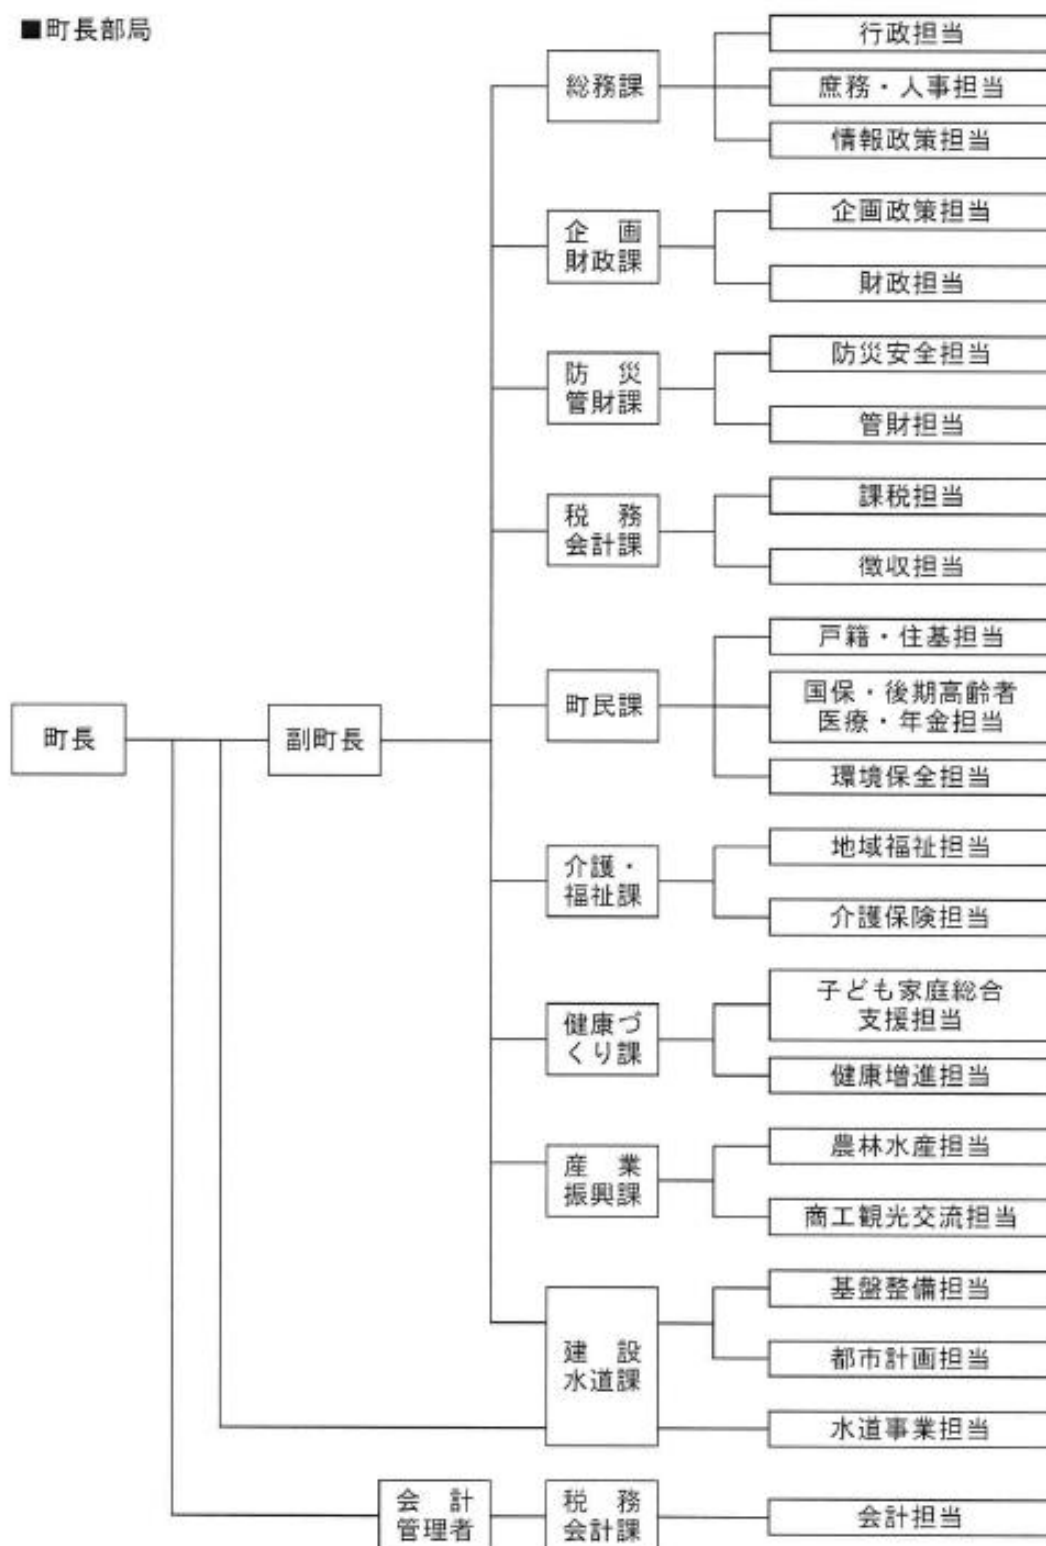 ■町長部局
町長
副町長
総務課
行政担当
庶務・人事担当
情報政策担当
企　画
財政課
企画政策担当
財政担当
防　災
管財課
防災安全担当
管財担当
税　務
会計課
課税担当
徴収担当
町民課
戸籍・住基担当
国保・後期高齢者
医療・年金担当
環境保全担当
介護・
福祉課
地域福祉担当
介護保険担当
健康づ
くり課
子ども家庭総合
支援担当
健康増進担当
産　業
振興課
農林水産担当
商工観光交流担当
建　設
水道課
基盤整備担当
都市計画担当
水道事業担当
会　計
管理者
税　務
会計課
会計担当